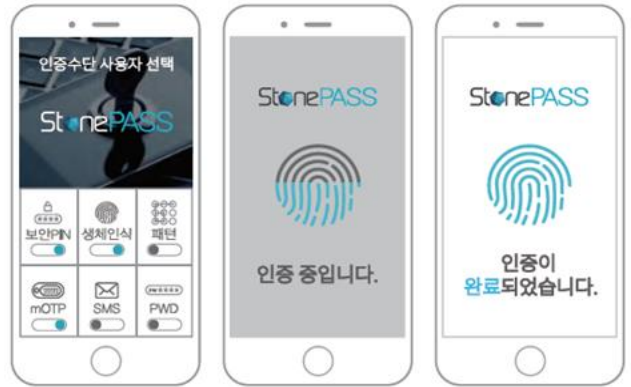 인증수단 사용자 선택
StonePASS
보안PIN
생체인식
패턴
mOTP
SMS
PWD
StonePASS
인증 중입니다.
StonePASS
인증이
완료되었습니다.